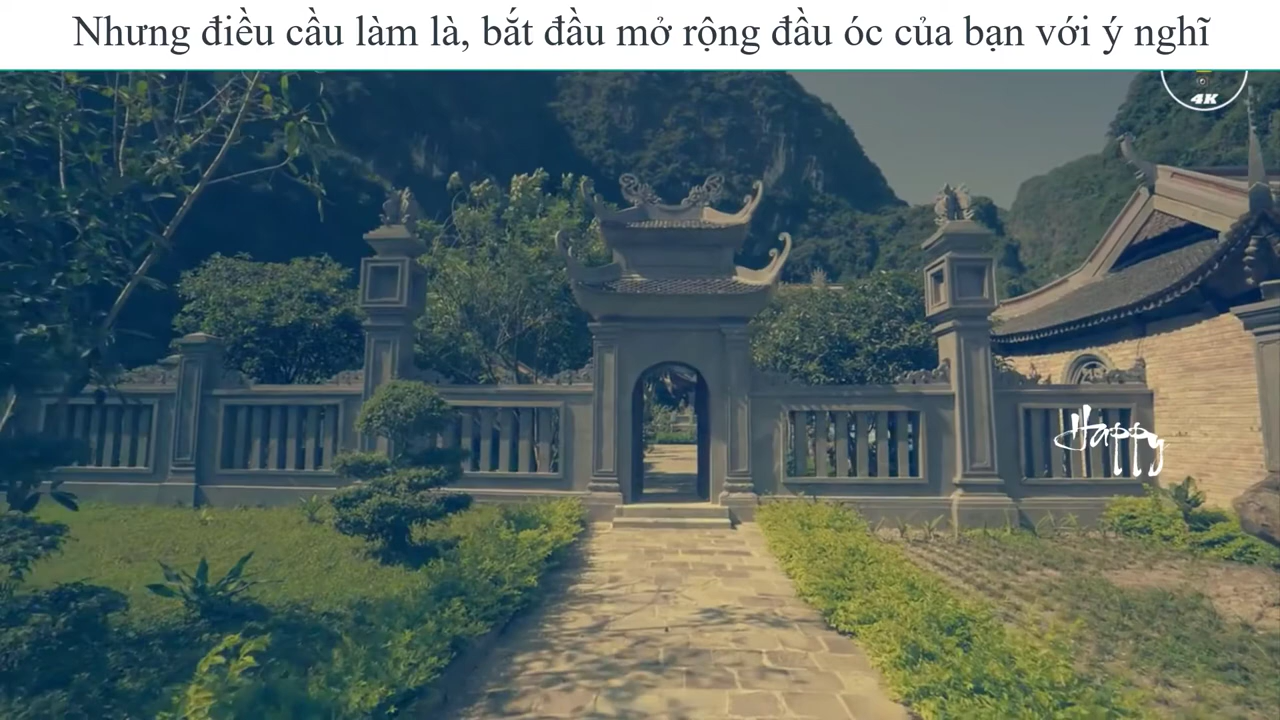 Nhưng điều cầu làm là, bắt đầu mở rộng đầu óc của bạn với ý nghĩ
4K
Happy